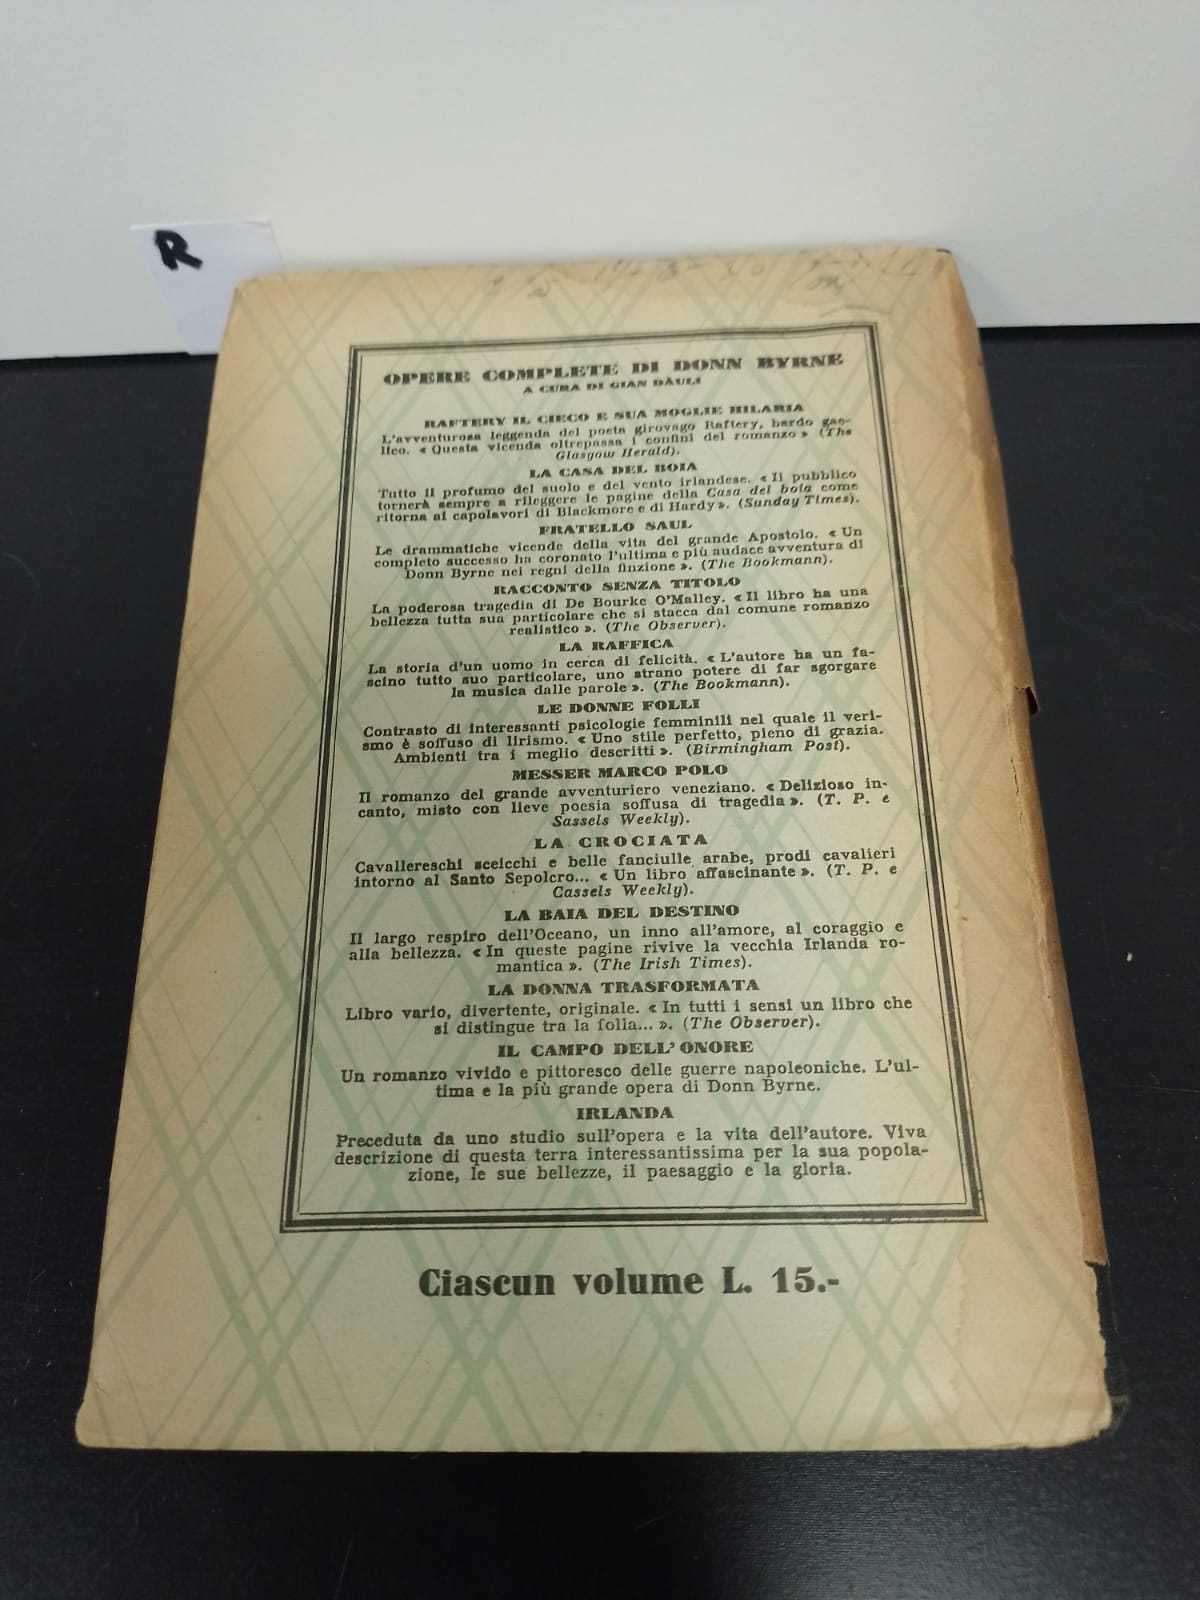 R
OPERE COMPLETE DI DONN BYRNE
A CURA DI GIAN DÀULI
RAFTERY IL CIECO E SUA MOGLIE HILARIA
L'avventurosa leggenda del poeta girovago Raftery, bardo gae-
lico. « Questa vicenda oltrepassa i confini del romanzo » (The
Glasgow Herald).
LA CASA DEL BOIA
Tutto il profumo del suolo e del vento irlandese. « Il pubblico
tornerà sempre a rileggere le pagine della Casa del boia come
ritorna ai capolavori di Blackmore e di Hardy ». (Sunday Times).
FRATELLO SAUL
Le drammatiche vicende della vita del grande Apostolo. « Un
completo successo ha coronato l'ultima e più audace avventura di
Donn Byrne nei regni della finzione ». (The Bookmann).
RACCONTO SENZA TITOLO
La poderosa tragedia di De Bourke O'Malley. « Il libro ha una
bellezza tutta sua particolare che si stacca dal comune romanzo
realistico ». (The Observer).
LA RAFFICA
La storia d'un uomo in cerca di felicità. « L'autore ha un fa-
scino tutto suo particolare, uno strano potere di far sgorgare
la musica dalle parole ». (The Bookmann).
LE DONNE FOLLI
Contrasto di interessanti psicologie femminili nel quale il veri-
smo è soffuso di lirismo. « Uno stile perfetto, pieno di grazia.
Ambienti tra i meglio descritti ». (Birmingham Post).
MESSER MARCO POLO
Il romanzo del grande avventuriero veneziano. « Delizioso in-
canto, misto con lieve poesia soffusa di tragedia ». (T. P. e
Sassels Weekly).
LA CROCIATA
Cavallereschi sceicchi e belle fanciulle arabe, prodi cavalieri
intorno al Santo Sepolcro... « Un libro affascinante ». (T. P. e
Cassels Weekly).
LA BAIA DEL DESTINO
Il largo respiro dell'Oceano, un inno all'amore, al coraggio e
alla bellezza. « In queste pagine rivive la vecchia Irlanda ro-
mantica ». (The Irish Times).
LA DONNA TRASFORMATA
Libro vario, divertente, originale. « In tutti i sensi un libro che
si distingue tra la folla... ». (The Observer).
IL CAMPO DELL'ONORE
Un romanzo vivido e pittoresco delle guerre napoleoniche. L'ul-
tima e la più grande opera di Donn Byrne.
IRLANDA
Preceduta da uno studio sull'opera e la vita dell'autore. Viva
descrizione di questa terra interessantissima per la sua popola-
zione, le sue bellezze, il paesaggio e la gloria.
Ciascun volume L. 15.-